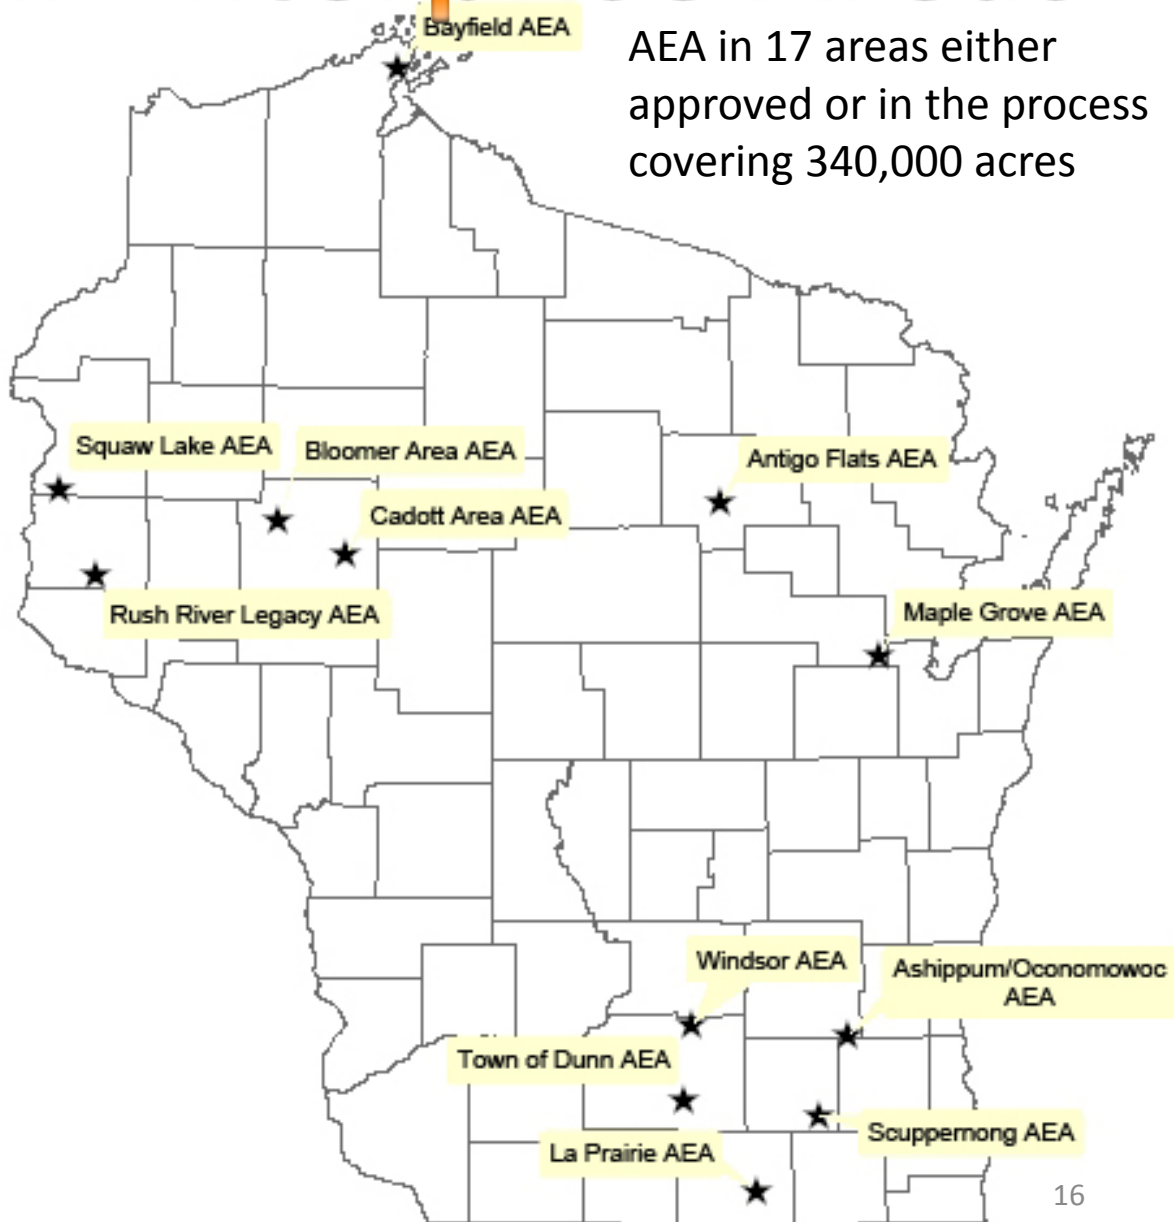 Bayfield AEA
AEA in 17 areas either
approved or in the process
covering 340,000 acres
Squaw Lake AEA
Bloomer Area AEA
Antigo Flats AEA
Cadott Area AEA
Rush River Legacy AEA
Maple Grove AEA
Windsor AEA
Ashippum/Oconomowoc
AEA
Town of Dunn AEA
Scuppernong AEA
La Prairie AEA
16